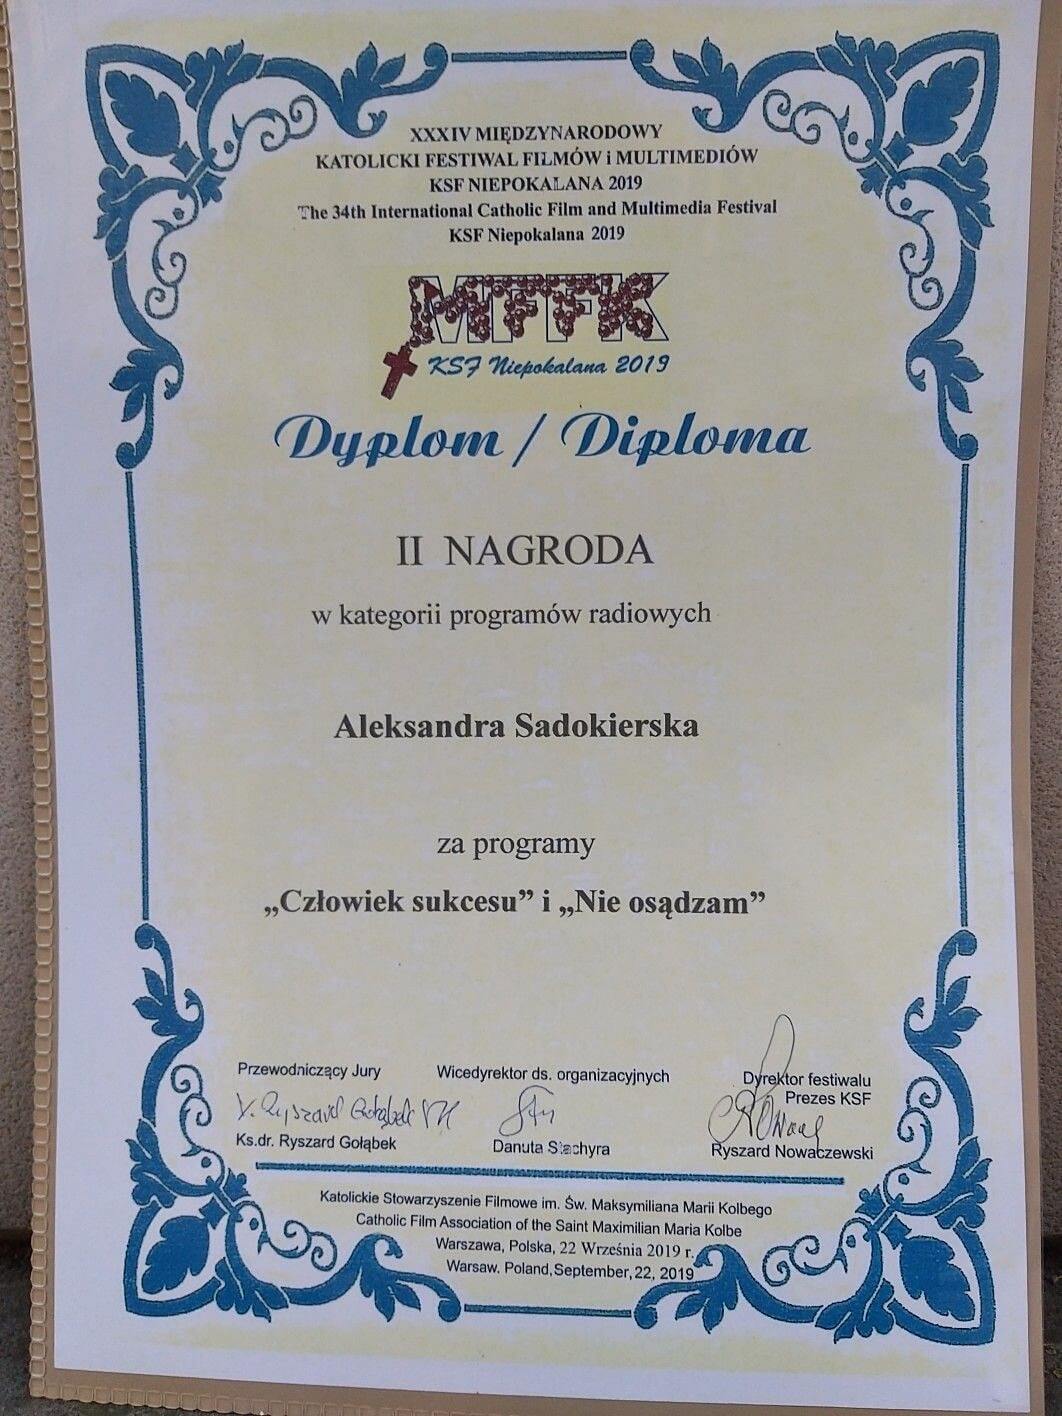 XXXIV MIĘDZYNARODOWY
KATOLICKI FESTIWAL FILMÓW i MULTIMEDIÓW
KSF NIEPOKALANA 2019
The 34th International Catholic Film and Multimedia Festival
KSF Niepokalana 2019
MFFK
KSF Niepokalana 2019
Dyplom / Diploma
II NAGRODA
w kategorii programów radiowych
Aleksandra Sadokierska
za programy
„Człowiek sukcesu” i „Nie osądzam”
Przewodniczący Jury
Ks.dr. Ryszard Gołąbek
Wicedyrektor ds. organizacyjnych
Danuta Stachyra
Dyrektor festiwalu
Prezes KSF
Ryszard Nowaczewski
Katolickie Stowarzyszenie Filmowe im. Św. Maksymiliana Marii Kolbego
Catholic Film Association of the Saint Maximilian Maria Kolbe
Warszawa, Polska, 22 Września 2019 r.
Warsaw. Poland,September,22, 2019